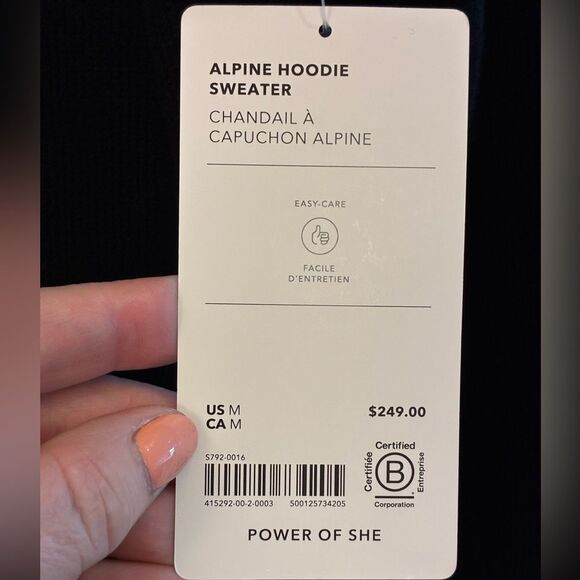 ALPINE HOODIE
SWEATER
CHANDAIL À
CAPUCHON ALPINE
EASY-CARE
FACILE
D'ENTRETIEN
US M
CA M
$249.00
S792-0016
415292-00-2-0003 500125734205
Certified
Certifiée
B
Entreprise
Corporation
POWER OF SHE